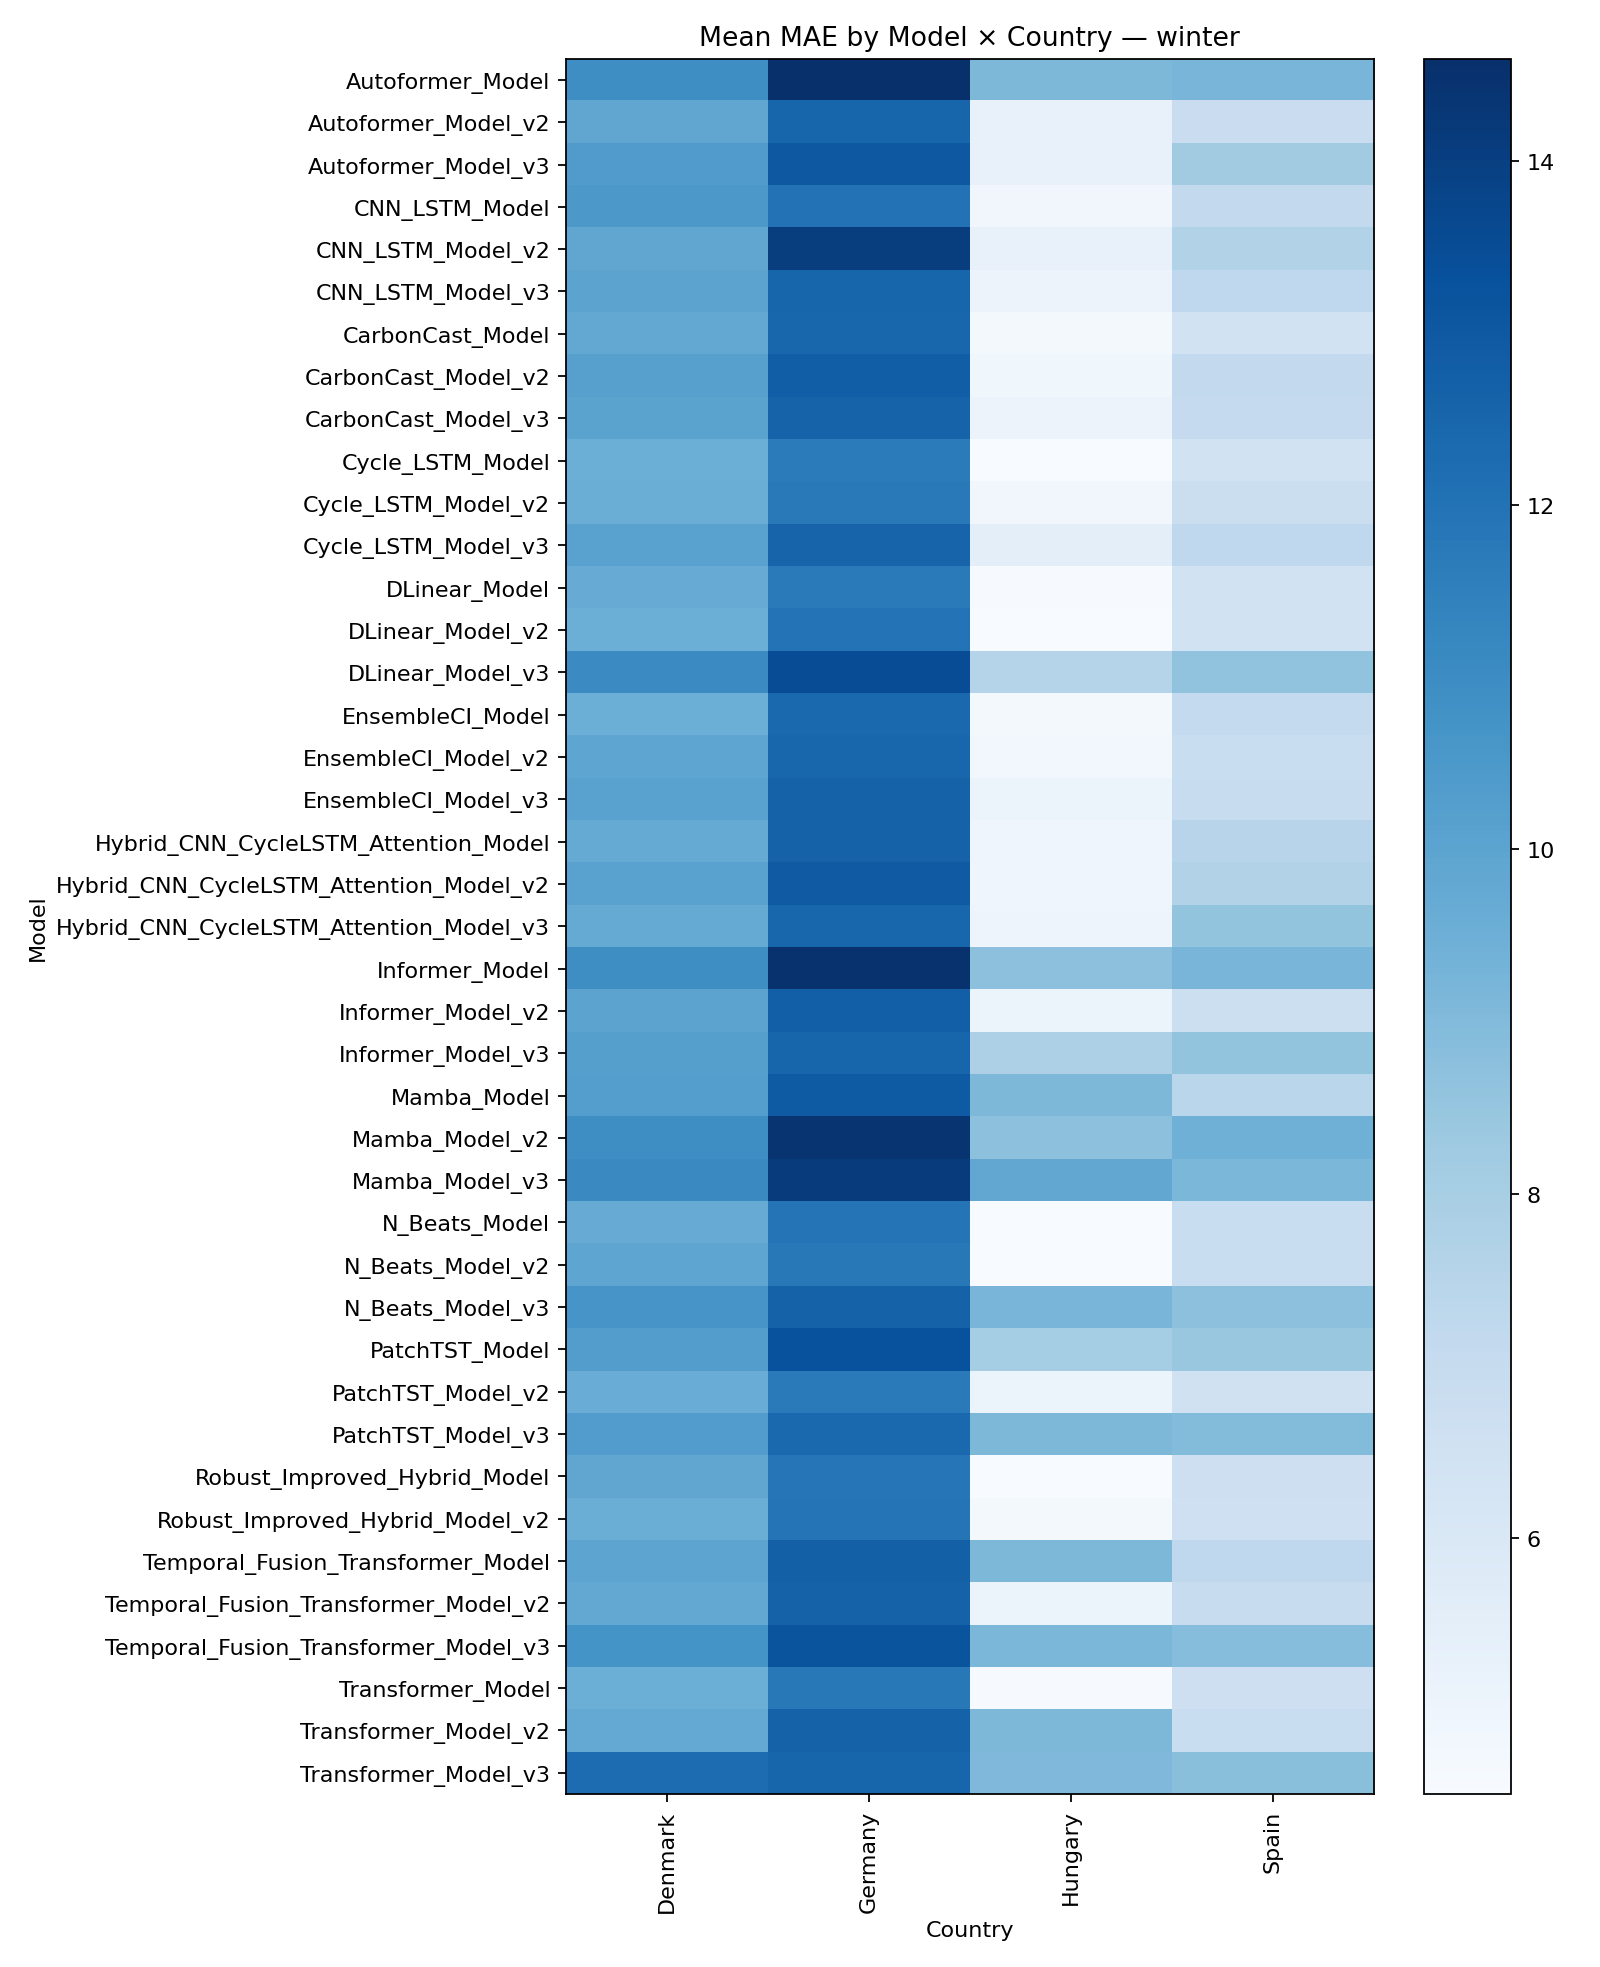 Mean MAE by Model × Country — winter
Autoformer_Model
Autoformer_Model_v2
Autoformer_Model_v3
CNN_LSTM_Model
CNN_LSTM_Model_v2
CNN_LSTM_Model_v3
CarbonCast_Model
CarbonCast_Model_v2
CarbonCast_Model_v3
Cycle_LSTM_Model
Cycle_LSTM_Model_v2
Cycle_LSTM_Model_v3
DLinear_Model
DLinear_Model_v2
DLinear_Model_v3
EnsembleCI_Model
EnsembleCI_Model_v2
EnsembleCI_Model_v3
Hybrid_CNN_CycleLSTM_Attention_Model
Hybrid_CNN_CycleLSTM_Attention_Model_v2
Hybrid_CNN_CycleLSTM_Attention_Model_v3
Informer_Model
Informer_Model_v2
Informer_Model_v3
Mamba_Model
Mamba_Model_v2
Mamba_Model_v3
N_Beats_Model
N_Beats_Model_v2
N_Beats_Model_v3
PatchTST_Model
PatchTST_Model_v2
PatchTST_Model_v3
Robust_Improved_Hybrid_Model
Robust_Improved_Hybrid_Model_v2
Temporal_Fusion_Transformer_Model
Temporal_Fusion_Transformer_Model_v2
Temporal_Fusion_Transformer_Model_v3
Transformer_Model
Transformer_Model_v2
Transformer_Model_v3
Model
Denmark
Germany
Hungary
Spain
Country
14
12
10
8
6